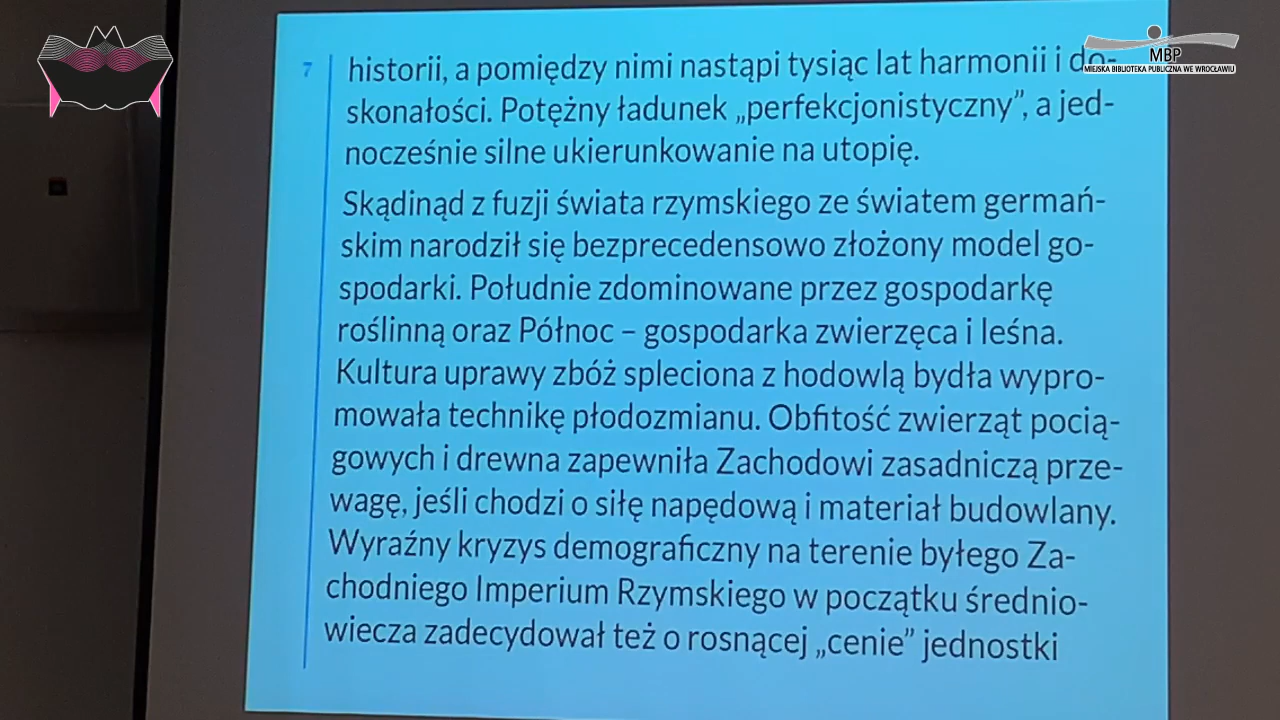 7
historii, a pomiędzy nimi nastąpi tysiąc lat harmonii i do-
skonałości. Potężny ładunek „perfekcjonistyczny”, a jed-
nocześnie silne ukierunkowanie na utopię.
Skądinąd z fuzji świata rzymskiego ze światem germań-
skim narodził się bezprecedensowo złożony model go-
spodarki. Południe zdominowane przez gospodarkę
roślinną oraz Północ – gospodarka zwierzęca i leśna.
Kultura uprawy zbóż spleciona z hodowlą bydła wypro-
mowała technikę płodozmianu. Obfitość zwierząt pocią-
gowych i drewna zapewniła Zachodowi zasadniczą prze-
wagę, jeśli chodzi o siłę napędową i materiał budowlany.
Wyraźny kryzys demograficzny na terenie byłego Za-
chodniego Imperium Rzymskiego w początku średnio-
wiecza zadecydował też o rosnącej „cenie” jednostki
MBP
MIEJSKA BIBLIOTEKA PUBLICZNA WE WROCŁAWIU